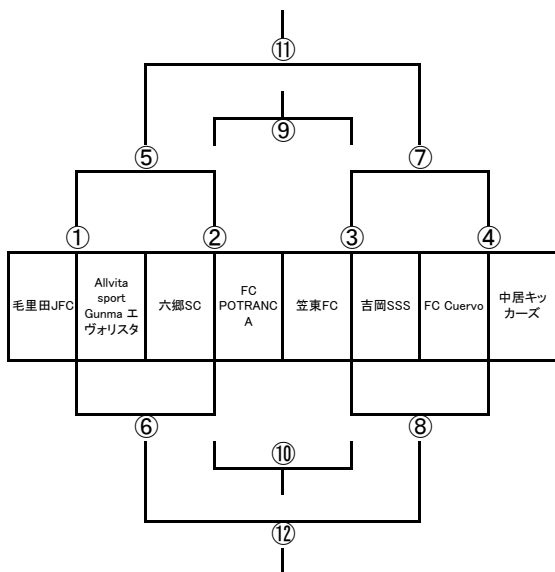 ⑪
⑨
⑤
⑦
①
②
③
④
毛里田JFC
Allvita
sport
Gunma エ
ヴォリスタ
六郷SC
FC
POTRANC
A
笠東FC
吉岡SSS
FC Cuervo
中居キッ
カーズ
⑥
⑧
⑩
⑫